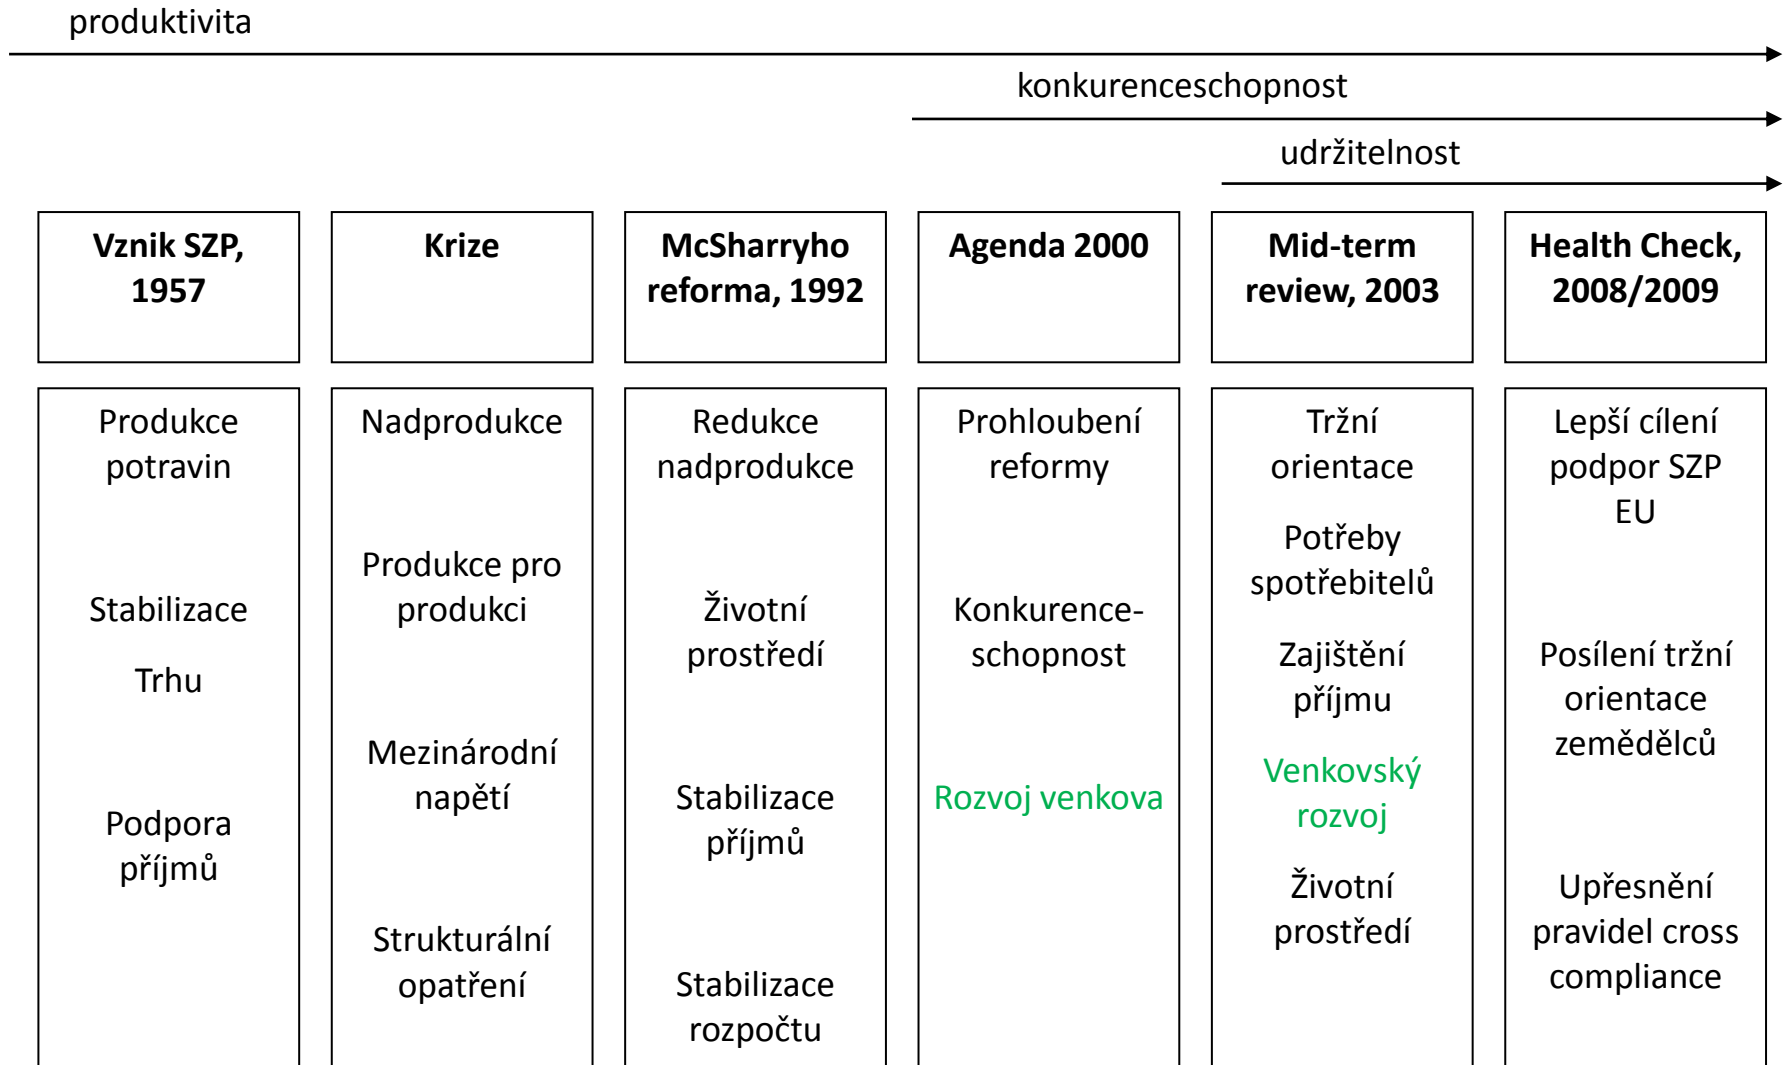 produktivita
konkurenceschopnost
udržitelnost
Vznik SZP,
1957
Krize
McSharryho
reforma, 1992
Agenda 2000
Mid-term
review, 2003
Health Check,
2008/2009
Produkce
potravin
Stabilizace
Trhu
Podpora
příjmů
Nadprodukce
Produkce pro
produkci
Mezinárodní
napětí
Strukturální
opatření
Redukce
nadprodukce
Životní
prostředí
Stabilizace
příjmů
Stabilizace
rozpočtu
Prohloubení
reformy
Konkurence-
schopnost
Rozvoj venkova
Tržní
orientace
Potřeby
spotřebitelů
Zajištění
příjmu
Venkovský
rozvoj
Životní
prostředí
Lepší cílení
podpor SZP
EU
Posílení tržní
orientace
zemědělců
Upřesnění
pravidel cross
compliance